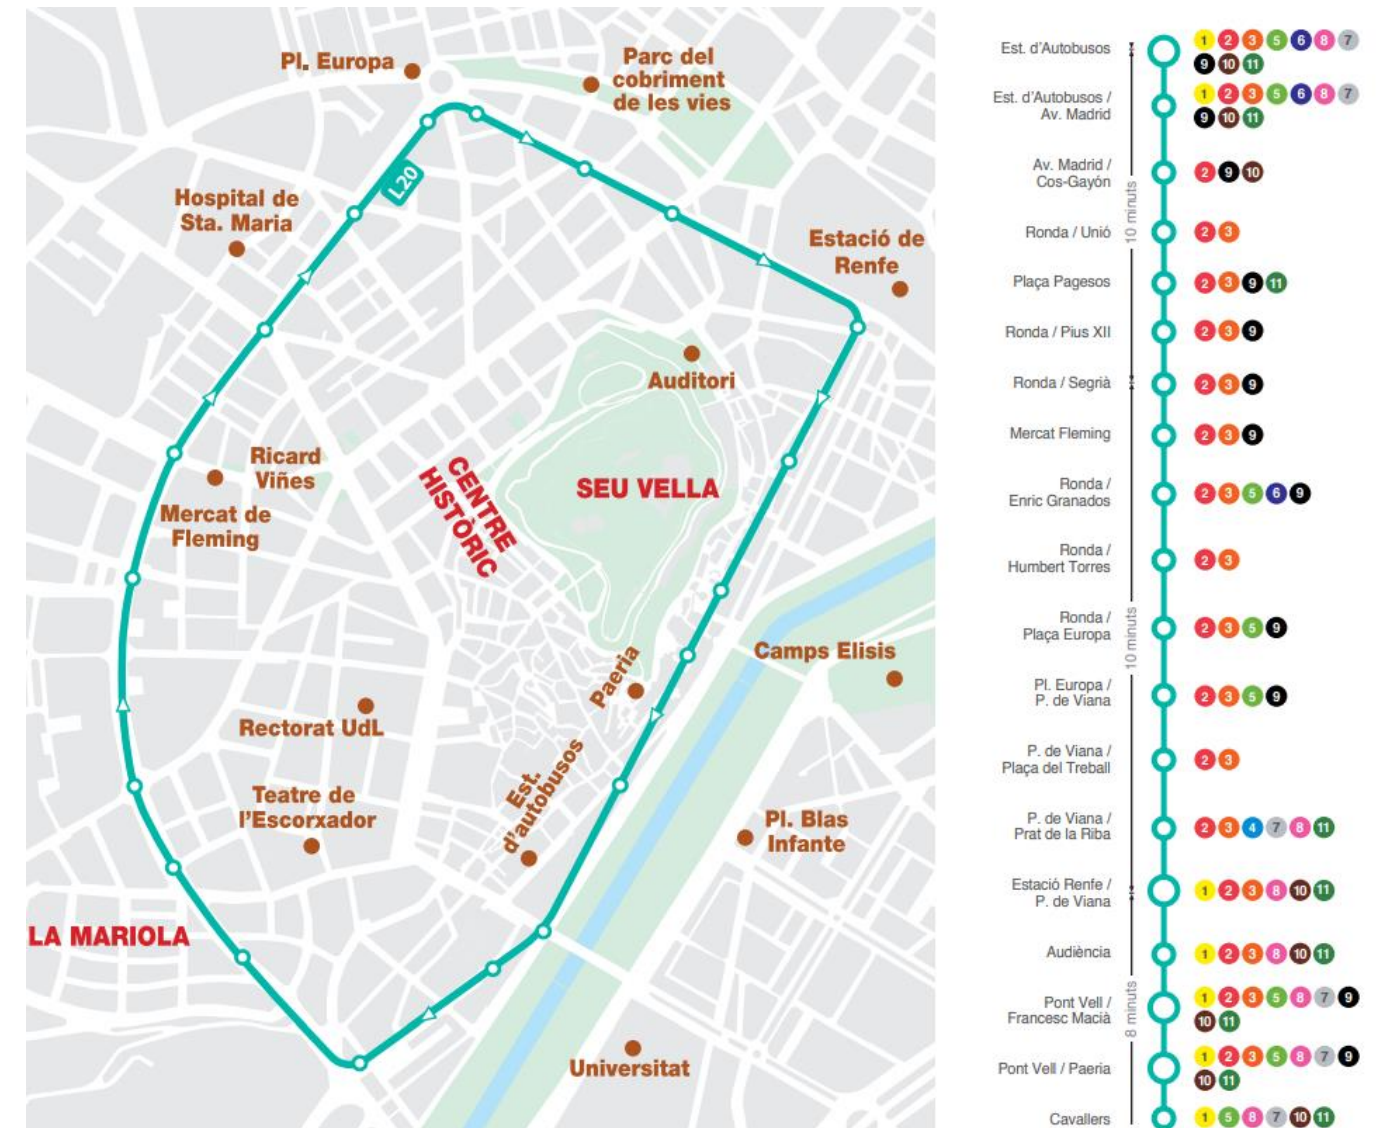 Pl. Europa
Parc del
cobriment
de les vies
L20
Hospital de
Sta. Maria
Estació de
Renfe
Auditori
Ricard
Viñes
CENTRE
HISTÒRIC
SEU VELLA
Mercat de
Fleming
Camps Elisis
Paeria
Rectorat UdL
Est.
d'autobusos
Teatre de
l'Escorxador
Pl. Blas
Infante
LA MARIOLA
Universitat
Est. d'Autobusos
1 2 3 5 6 8 7
9 10 11
Est. d'Autobusos /
Av. Madrid
1 2 3 5 6 8 7
9 10 11
Av. Madrid /
Cos-Gayón
2 9 10
10 minuts
Ronda / Unió
2 3
Plaça Pagesos
2 3 9 11
Ronda / Pius XII
2 3 9
Ronda / Segrià
2 3 9
Mercat Fleming
2 3 9
Ronda /
Enric Granados
2 3 5 6 9
Ronda /
Humbert Torres
2 3
10 minuts
Ronda /
Plaça Europa
2 3 5 9
Pl. Europa /
P. de Viana
2 3 5 9
P. de Viana /
Plaça del Treball
2 3
P. de Viana /
Prat de la Riba
2 3 4 7 8 11
Estació Renfe /
P. de Viana
1 2 3 8 10 11
Audiència
1 2 3 8 10 11
8 minuts
Pont Vell /
Francesc Macià
1 2 3 5 8 7 9
10 11
Pont Vell / Paeria
1 2 3 5 8 7 9
10 11
Cavallers
1 5 8 7 10 11